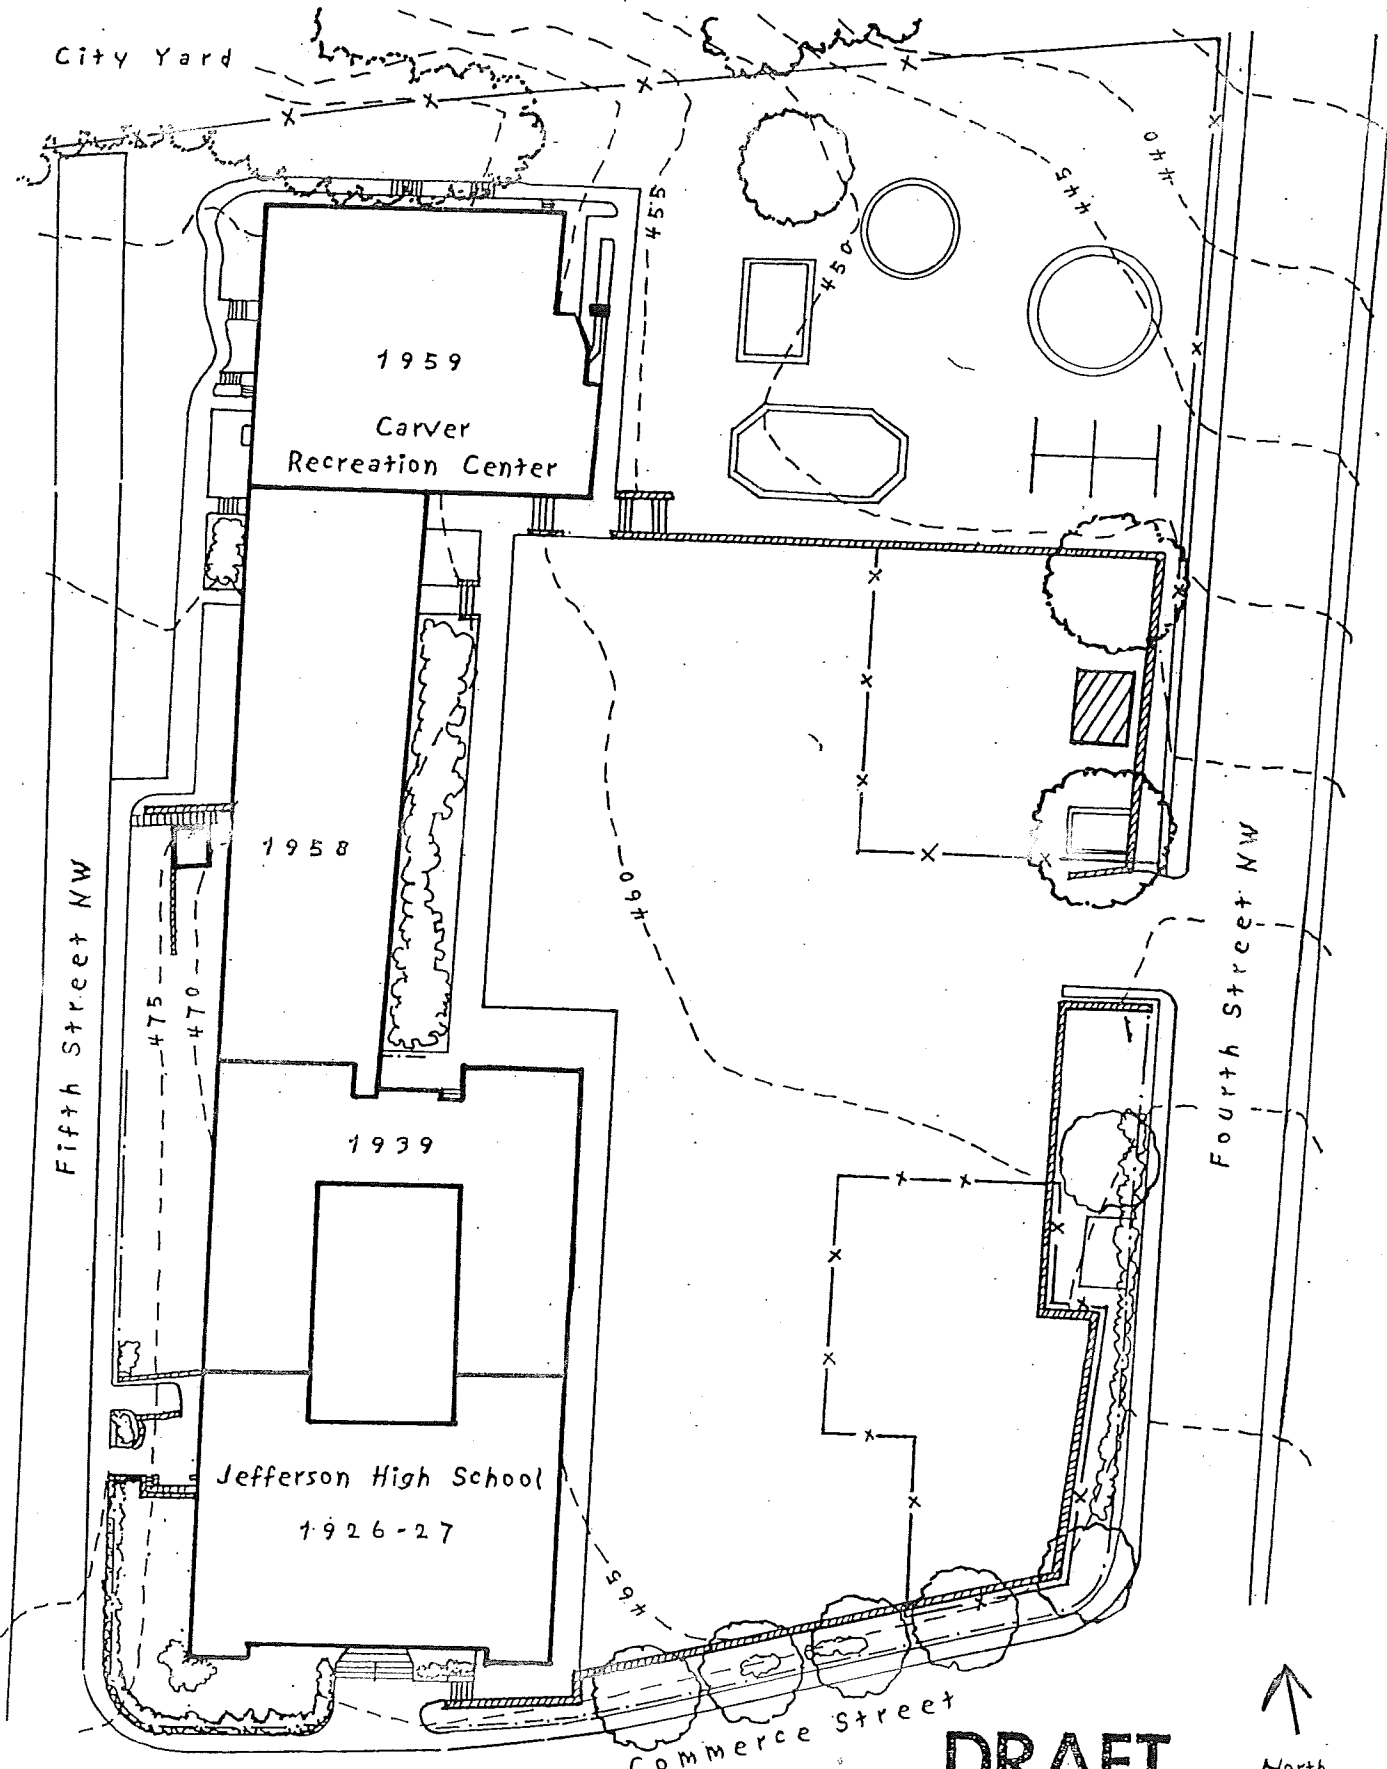 City Yard
440
445
455
450
1959
Carver
Recreation Center
1958
460
Fifth Street NW
Fourth Street NW
475
470
1939
Jefferson High School
1926-27
465
Commerce Street
DRAFT
North